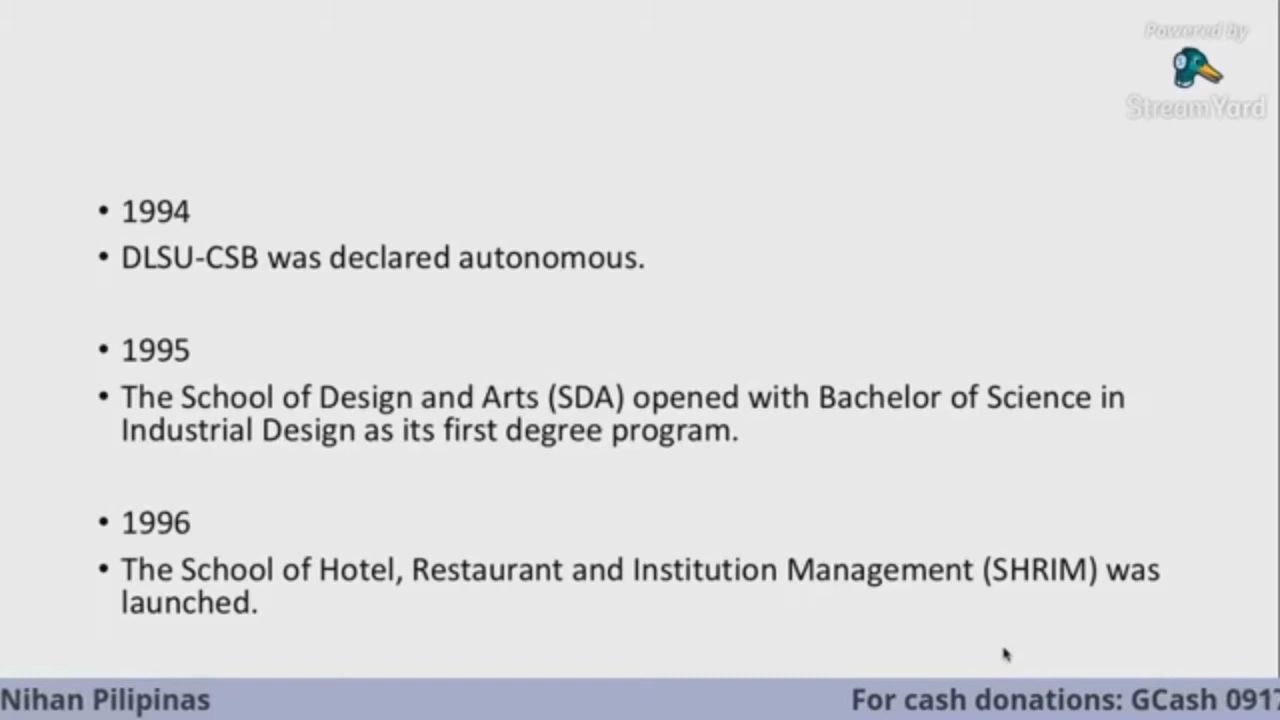 Powered by
StreamYard
• 1994
• DLSU-CSB was declared autonomous.
• 1995
• The School of Design and Arts (SDA) opened with Bachelor of Science in
Industrial Design as its first degree program.
• 1996
• The School of Hotel, Restaurant and Institution Management (SHRIM) was
launched.
Nihan Pilipinas For cash donations: GCash 0917